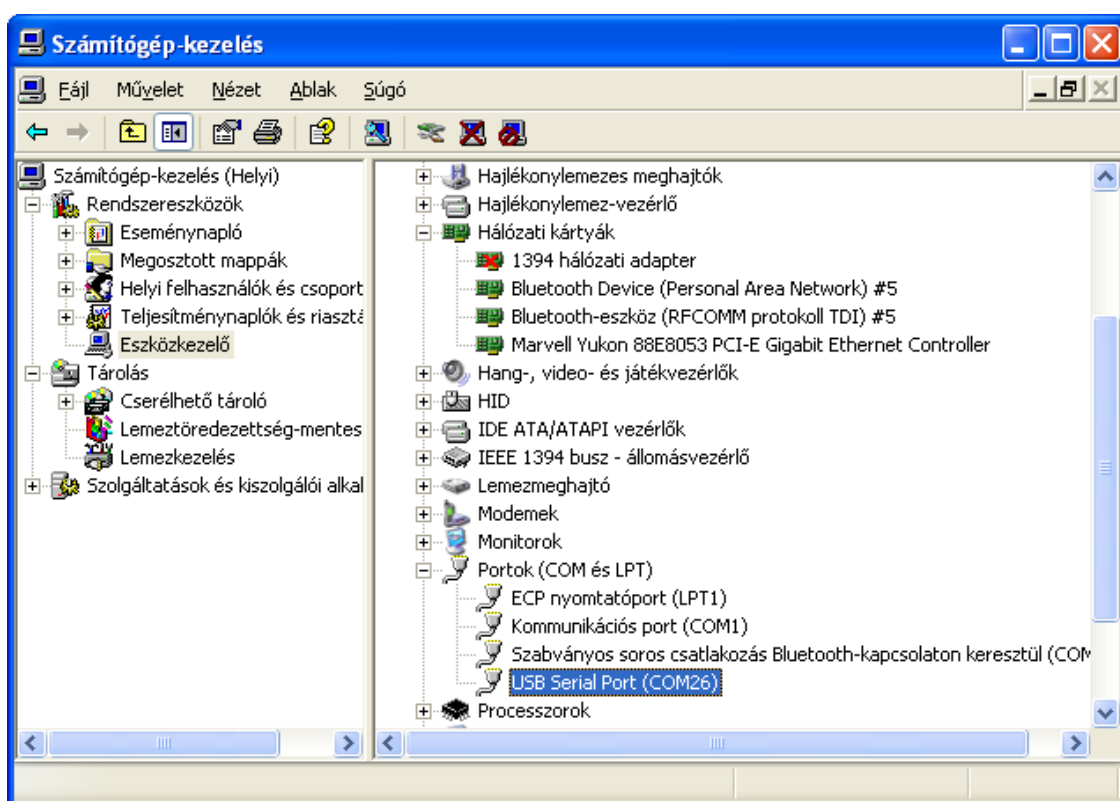 Számítógép-kezelés
Fájl Művelet Nézet Ablak Súgó
Számítógép-kezelés (Helyi)
Rendszereszközök
Eseménynapló
Megosztott mappák
Helyi felhasználók és csoport
Teljesítménynaplók és riasztá
Eszközkezelő
Tárolás
Cserélhető tároló
Lemeztöredezettség-mentes
Lemezkezelés
Szolgáltatások és kiszolgálói alkal
Hajlékonylemezes meghajtók
Hajlékonylemez-vezérlő
Hálózati kártyák
1394 hálózati adapter
Bluetooth Device (Personal Area Network) #5
Bluetooth-eszköz (RFCOMM protokoll TDI) #5
Marvell Yukon 88E8053 PCI-E Gigabit Ethernet Controller
Hang-, video- és játékvezérlők
HID
IDE ATA/ATAPI vezérlők
IEEE 1394 busz - állomásvezérlő
Lemezmeghajtó
Modemek
Monitorok
Portok (COM és LPT)
ECP nyomtatóport (LPT1)
Kommunikációs port (COM1)
Szabványos soros csatlakozás Bluetooth-kapcsolaton keresztül (COM
USB Serial Port (COM26)
Processzorok